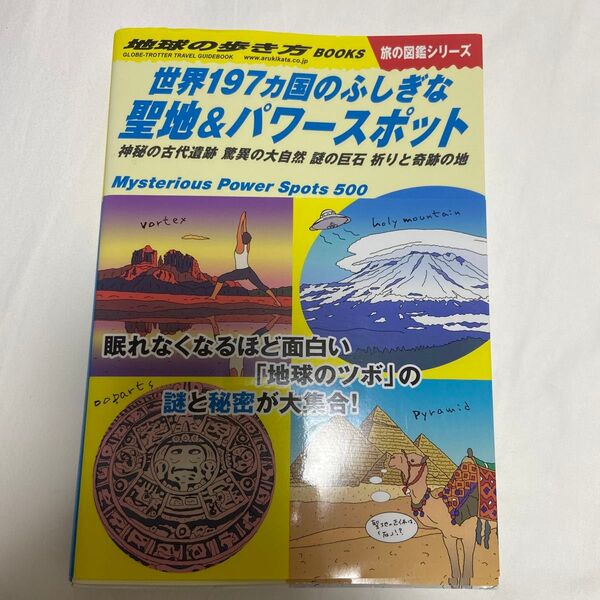 地球の歩き方 BOOKS
GLOBE-TROTTER TRAVEL GUIDEBOOK www.arukikata.co.jp
旅の図鑑シリーズ
世界197ヵ国のふしぎな
聖地&パワースポット
神秘の古代遺跡 驚異の大自然 謎の巨石 祈りと奇跡の地
Mysterious Power Spots 500
vortex
holy mountain
眠れなくなるほど面白い
「地球のツボ」の
謎と秘密が大集合!
ooparts
pyramid